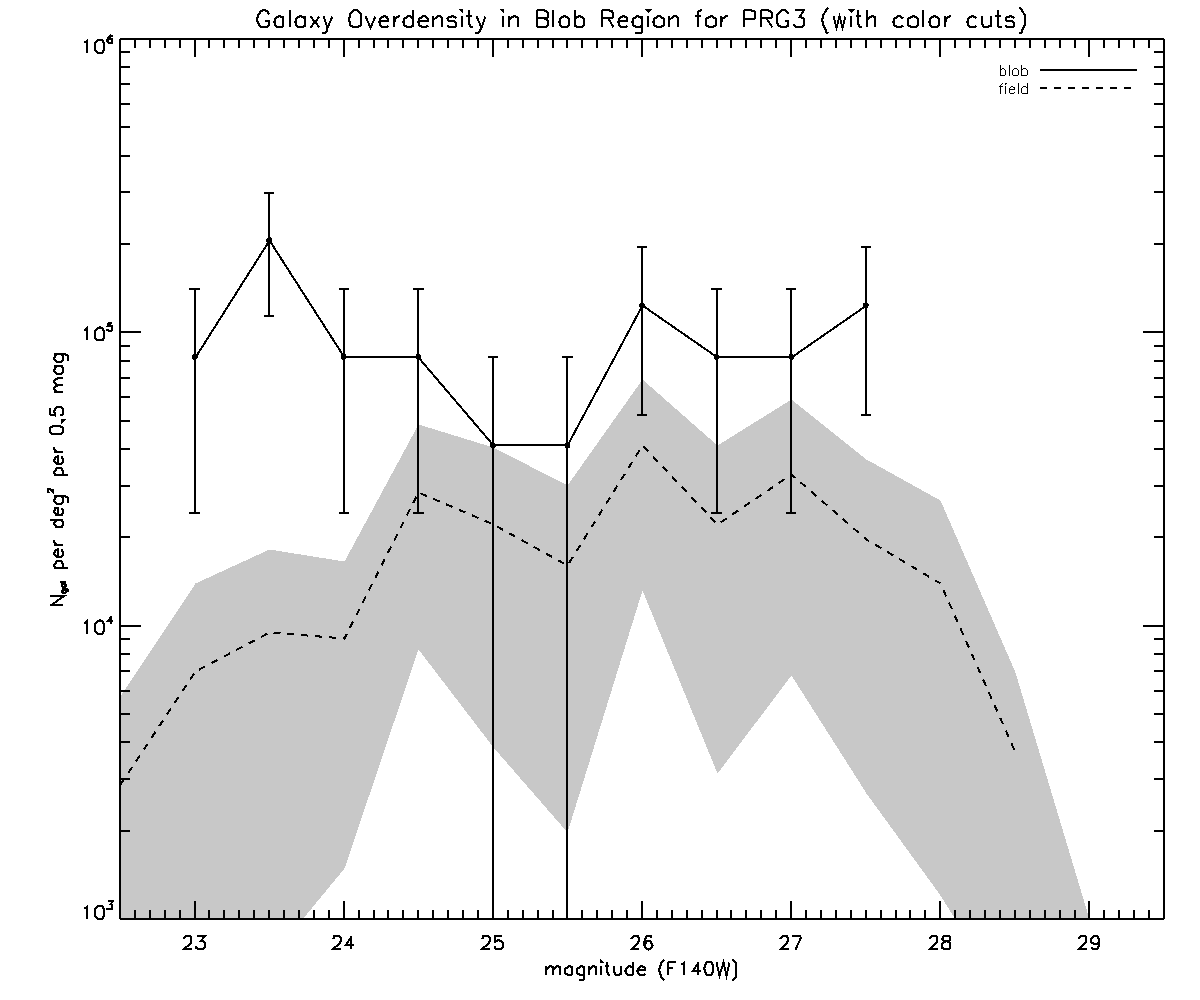 Galaxy Overdensity in Blob Region for PRG3 (with color cuts)
blob
field
10⁶
10⁵
10⁴
10³
N_gal per deg² per 0.5 mag
23 24 25 26 27 28 29
magnitude (F140W)